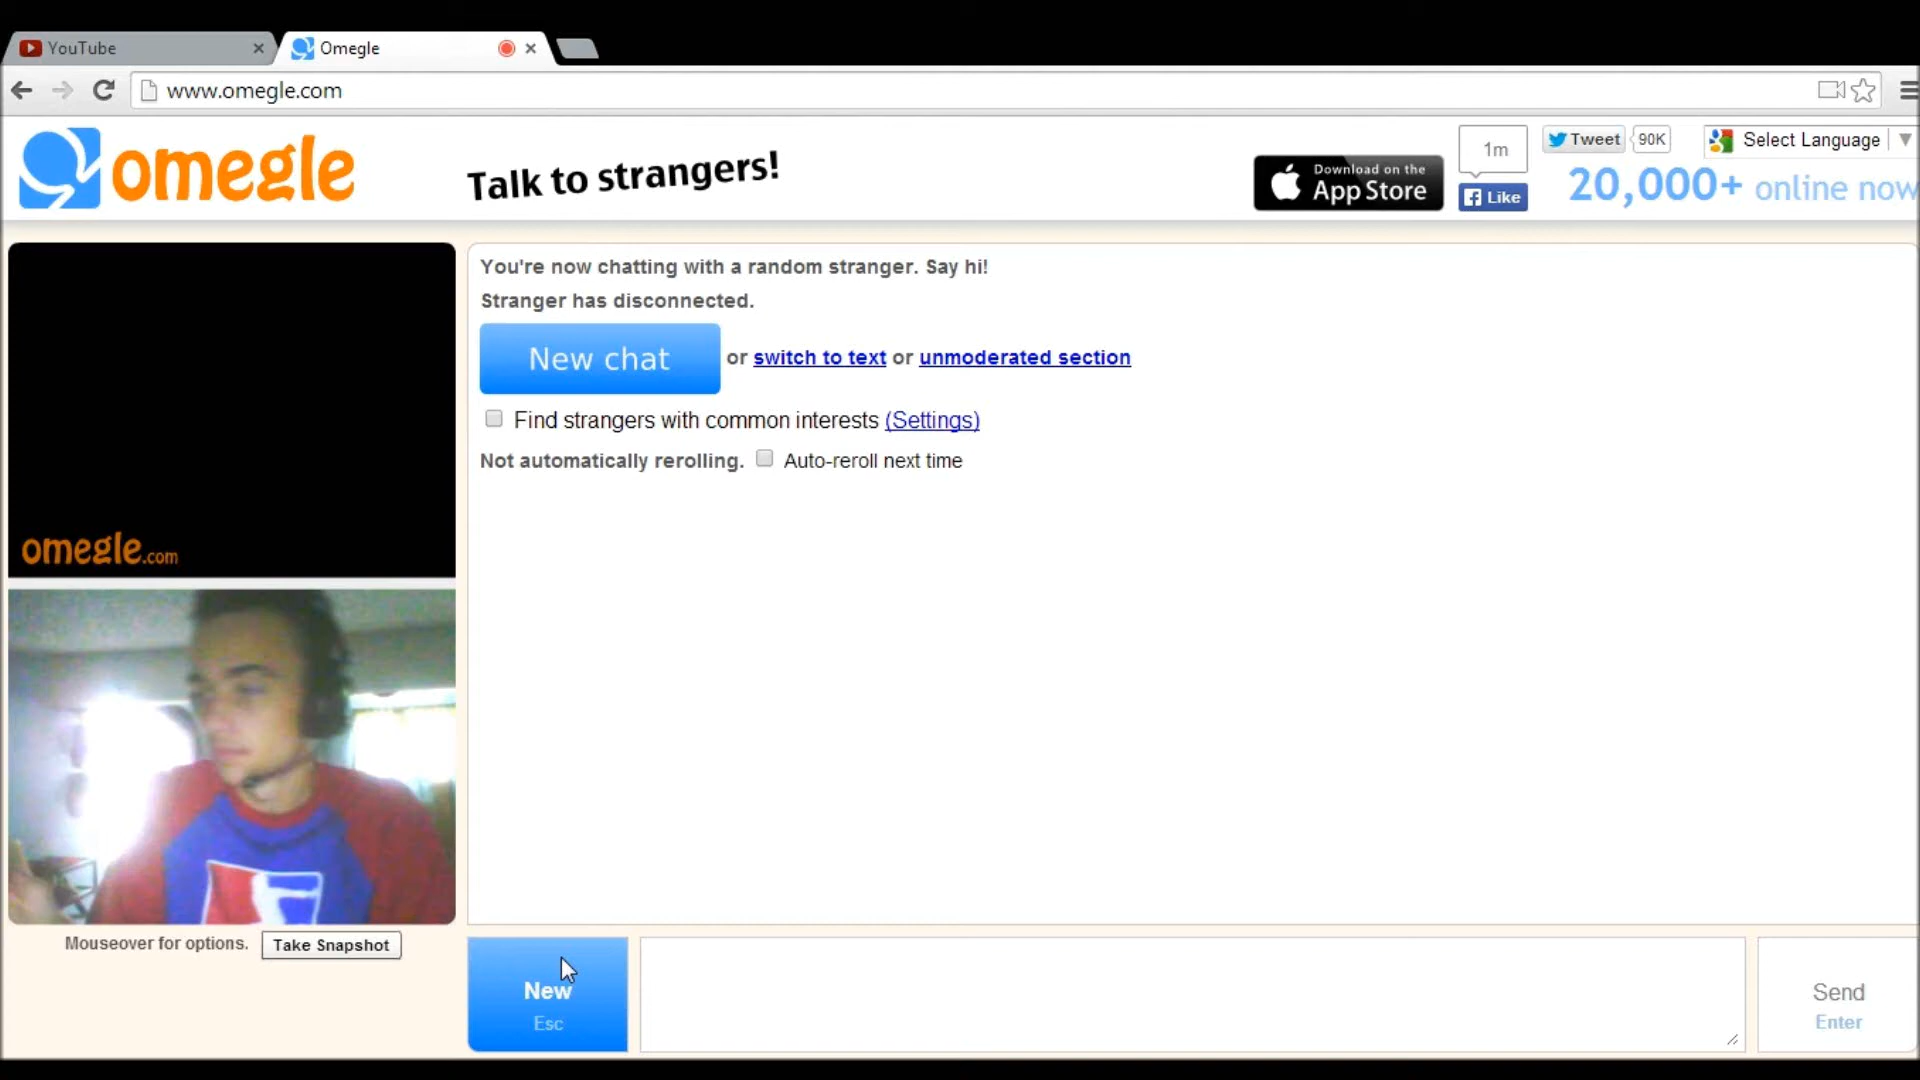 YouTube
Omegle
www.omegle.com
omegle
Talk to strangers!
Download on the
App Store
1m
Like
Tweet
90K
Select Language
20,000+ online now
You're now chatting with a random stranger. Say hi!
Stranger has disconnected.
New chat or switch to text or unmoderated section
Find strangers with common interests (Settings)
Not automatically rerolling. Auto-reroll next time
omegle.com
Mouseover for options. Take Snapshot
New
Esc
Send
Enter